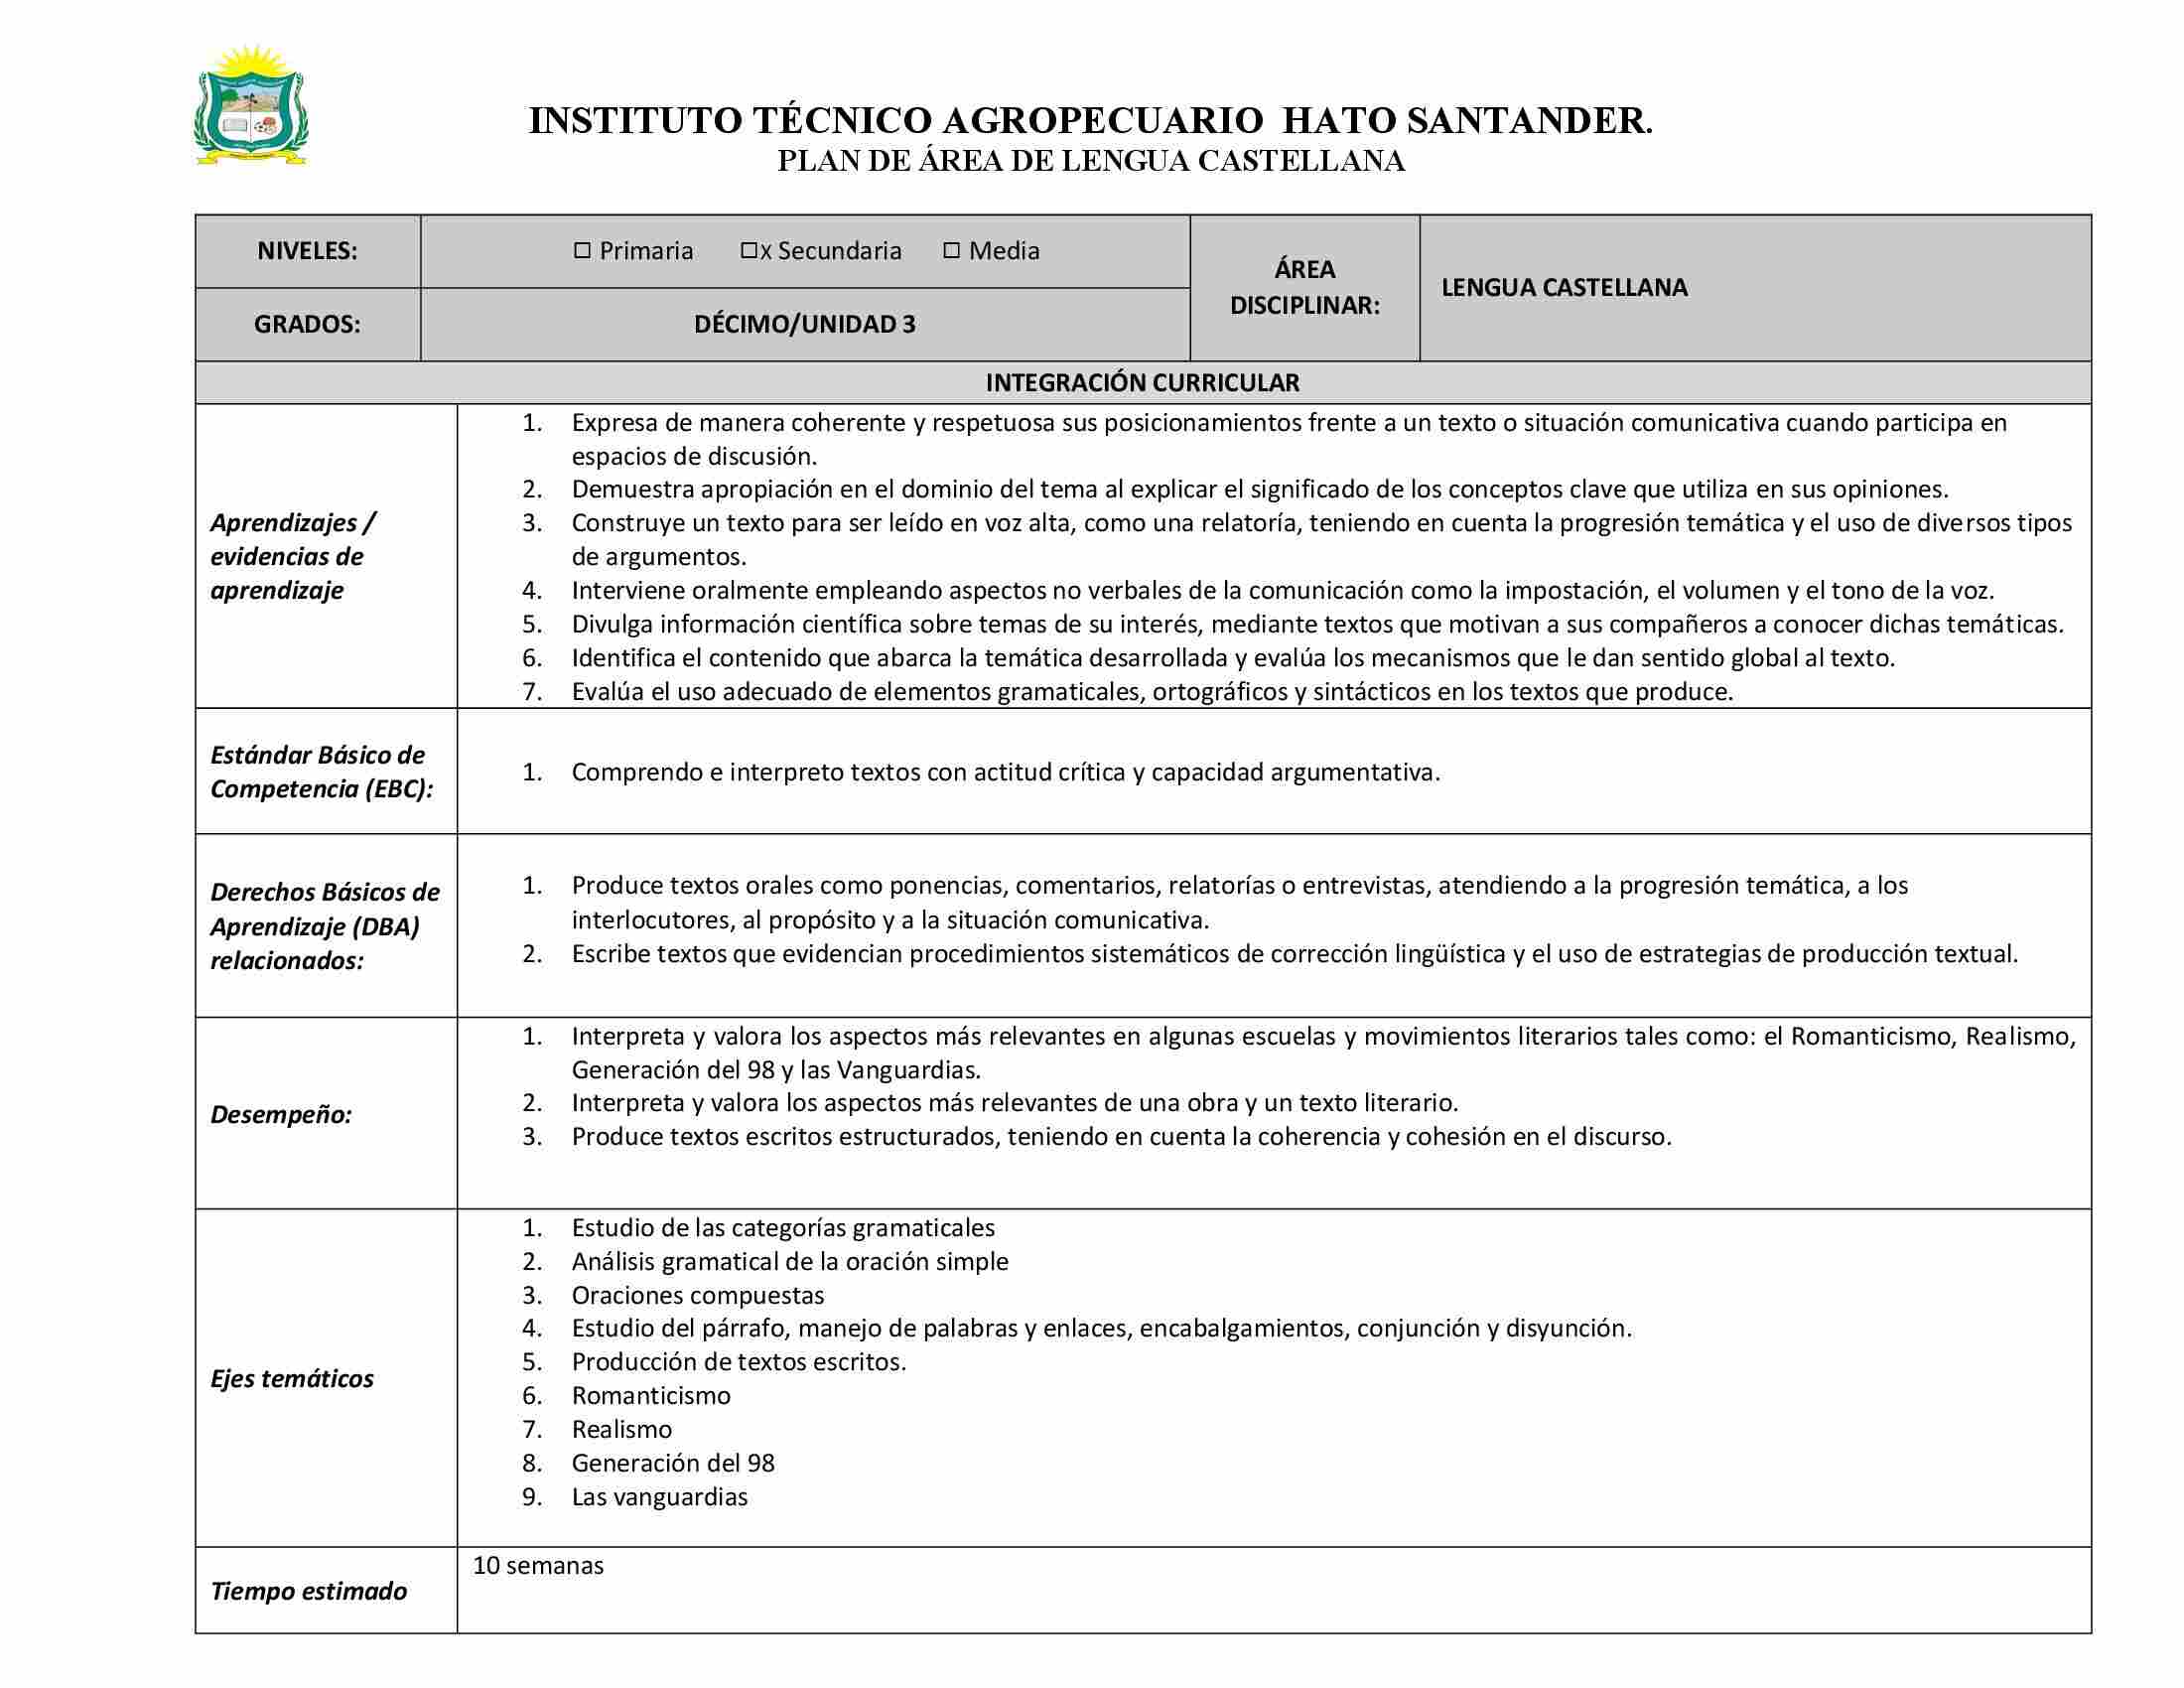 INSTITUTO TÉCNICO AGROPECUARIO HATO SANTANDER.
PLAN DE ÁREA DE LENGUA CASTELLANA
NIVELES:
☐ Primaria ☐x Secundaria ☐ Media
ÁREA
DISCIPLINAR:
LENGUA CASTELLANA
GRADOS:
DÉCIMO/UNIDAD 3
INTEGRACIÓN CURRICULAR
Aprendizajes /
evidencias de
aprendizaje
1. Expresa de manera coherente y respetuosa sus posicionamientos frente a un texto o situación comunicativa cuando participa en
espacios de discusión.
2. Demuestra apropiación en el dominio del tema al explicar el significado de los conceptos clave que utiliza en sus opiniones.
3. Construye un texto para ser leído en voz alta, como una relatoría, teniendo en cuenta la progresión temática y el uso de diversos tipos
de argumentos.
4. Interviene oralmente empleando aspectos no verbales de la comunicación como la impostación, el volumen y el tono de la voz.
5. Divulga información científica sobre temas de su interés, mediante textos que motivan a sus compañeros a conocer dichas temáticas.
6. Identifica el contenido que abarca la temática desarrollada y evalúa los mecanismos que le dan sentido global al texto.
7. Evalúa el uso adecuado de elementos gramaticales, ortográficos y sintácticos en los textos que produce.
Estándar Básico de
Competencia (EBC):
1. Comprendo e interpreto textos con actitud crítica y capacidad argumentativa.
Derechos Básicos de
Aprendizaje (DBA)
relacionados:
1. Produce textos orales como ponencias, comentarios, relatorías o entrevistas, atendiendo a la progresión temática, a los
interlocutores, al propósito y a la situación comunicativa.
2. Escribe textos que evidencian procedimientos sistemáticos de corrección lingüística y el uso de estrategias de producción textual.
Desempeño:
1. Interpreta y valora los aspectos más relevantes en algunas escuelas y movimientos literarios tales como: el Romanticismo, Realismo,
Generación del 98 y las Vanguardias.
2. Interpreta y valora los aspectos más relevantes de una obra y un texto literario.
3. Produce textos escritos estructurados, teniendo en cuenta la coherencia y cohesión en el discurso.
Ejes temáticos
1. Estudio de las categorías gramaticales
2. Análisis gramatical de la oración simple
3. Oraciones compuestas
4. Estudio del párrafo, manejo de palabras y enlaces, encabalgamientos, conjunción y disyunción.
5. Producción de textos escritos.
6. Romanticismo
7. Realismo
8. Generación del 98
9. Las vanguardias
Tiempo estimado
10 semanas